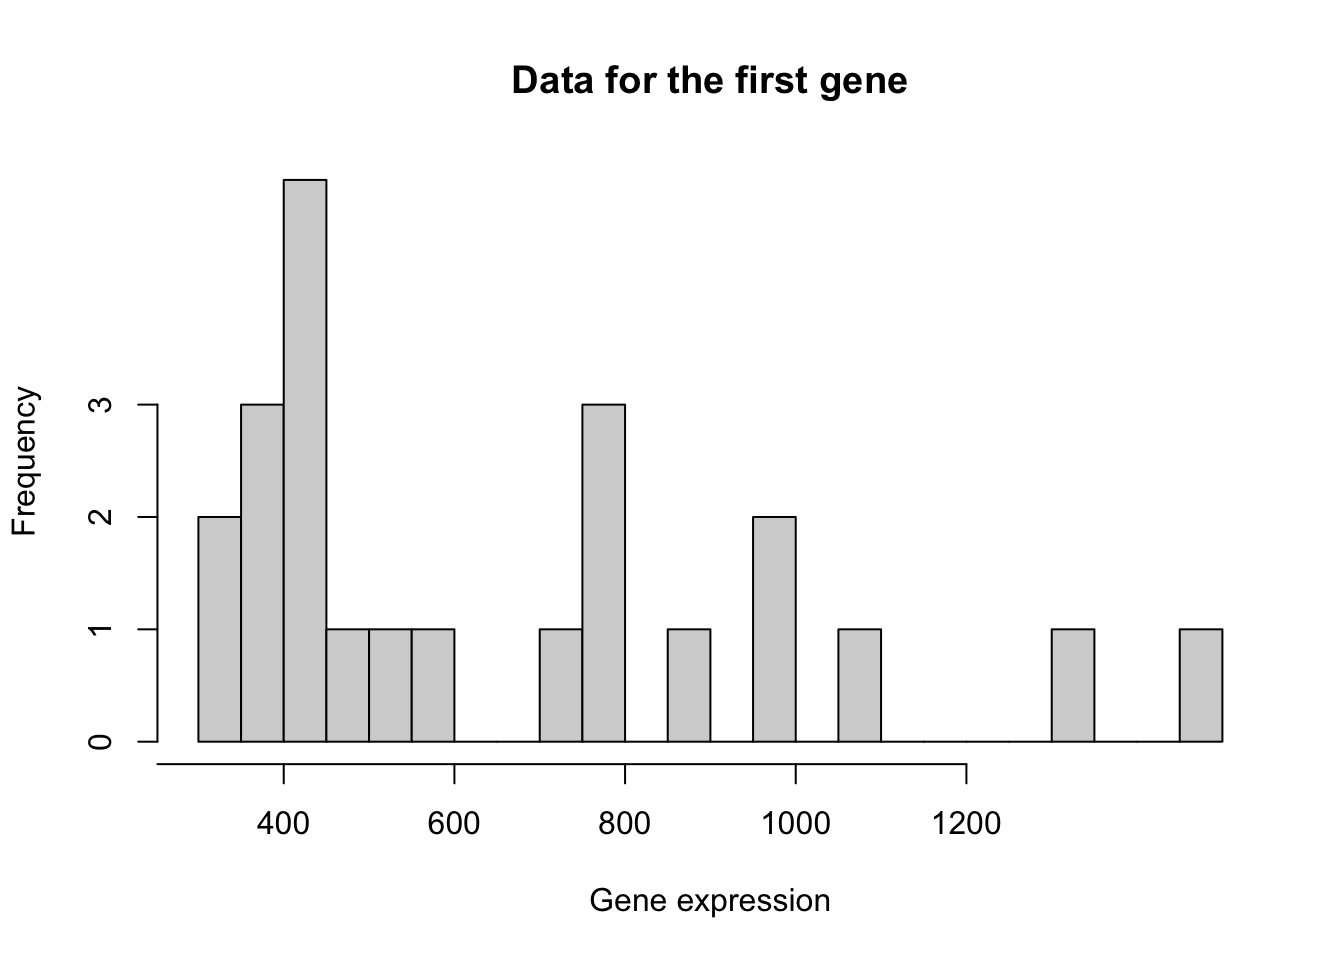 Data for the first gene
Frequency
3
2
1
0
400 600 800 1000 1200
Gene expression